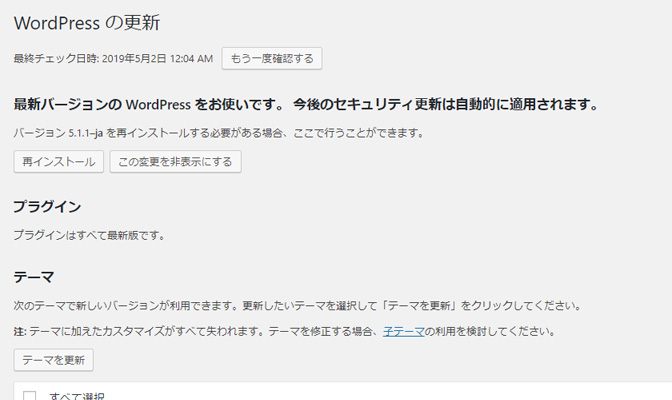 WordPress の更新
最終チェック日時: 2019年5月2日 12:04 AM もう一度確認する
最新バージョンの WordPress をお使いです。 今後のセキュリティ更新は自動的に適用されます。
バージョン 5.1.1–ja を再インストールする必要がある場合、ここで行うことができます。
再インストール この変更を非表示にする
プラグイン
プラグインはすべて最新版です。
テーマ
次のテーマで新しいバージョンが利用できます。更新したいテーマを選択して「テーマを更新」をクリックしてください。
注: テーマに加えたカスタマイズがすべて失われます。テーマを修正する場合、子テーマの利用を検討してください。
テーマを更新
すべて選択